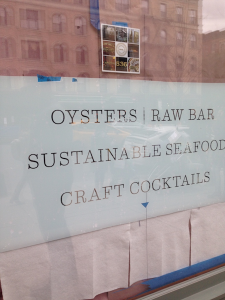 OYSTERS | RAW BAR
SUSTAINABLE SEAFOOD
CRAFT COCKTAILS